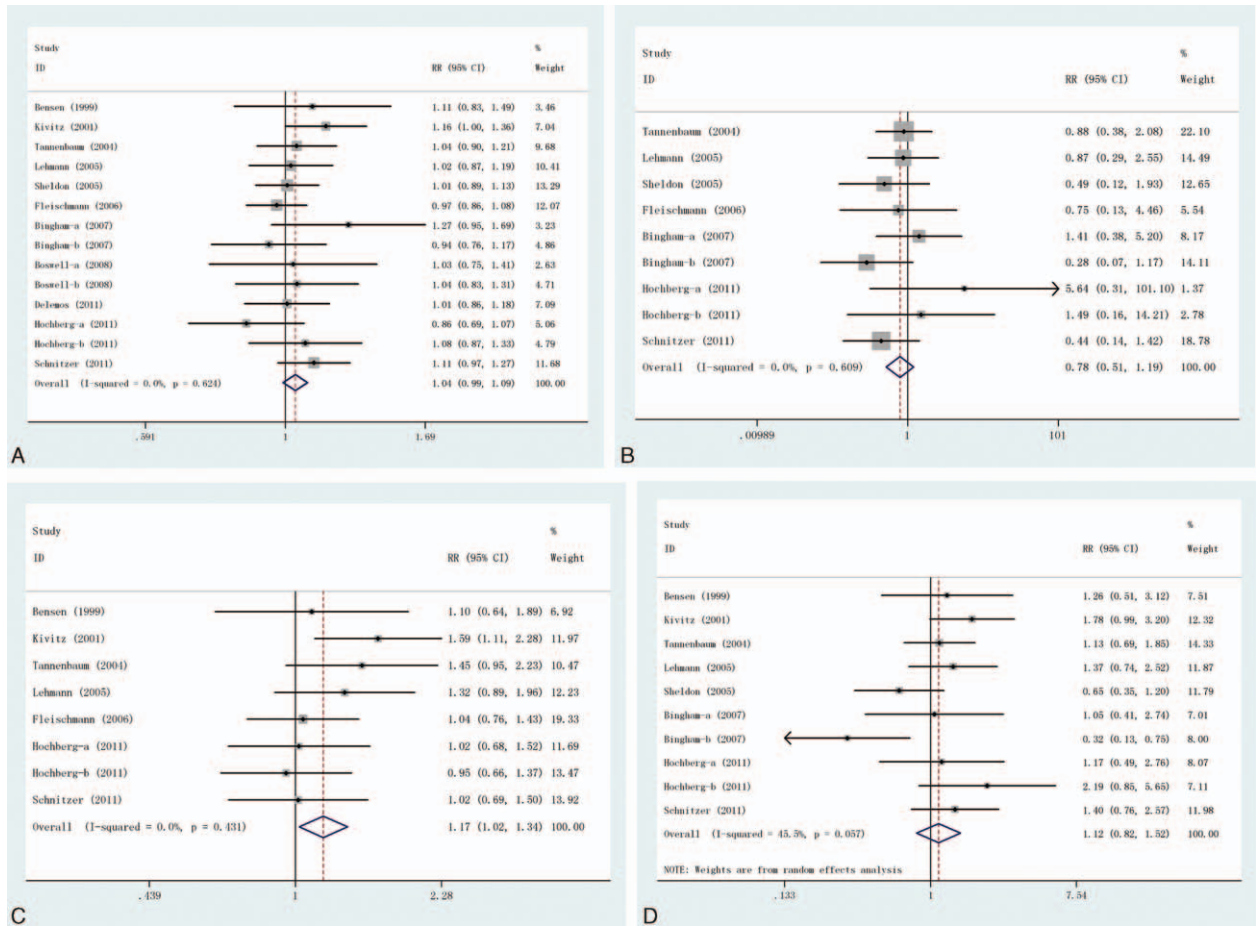 Study %
ID RR (95% CI) Weight
Bensen (1999) 1.11 (0.83, 1.49) 3.46
Kivitz (2001) 1.16 (1.00, 1.36) 7.04
Tannenbaum (2004) 1.04 (0.90, 1.21) 9.68
Lehmann (2005) 1.02 (0.87, 1.19) 10.41
Sheldon (2005) 1.01 (0.89, 1.13) 13.29
Fleischmann (2006) 0.97 (0.86, 1.08) 12.07
Bingham-a (2007) 1.27 (0.95, 1.69) 3.23
Bingham-b (2007) 0.94 (0.76, 1.17) 4.86
Boswell-a (2008) 1.03 (0.75, 1.41) 2.63
Boswell-b (2008) 1.04 (0.83, 1.31) 4.71
Delemos (2011) 1.01 (0.86, 1.18) 7.09
Hochberg-a (2011) 0.86 (0.69, 1.07) 5.06
Hochberg-b (2011) 1.08 (0.87, 1.33) 4.79
Schnitzer (2011) 1.11 (0.97, 1.27) 11.68
Overall (I-squared = 0.0%, p = 0.624) 1.04 (0.99, 1.09) 100.00
.591 1 1.69
A
Study %
ID RR (95% CI) Weight
Tannenbaum (2004) 0.88 (0.38, 2.08) 22.10
Lehmann (2005) 0.87 (0.29, 2.55) 14.49
Sheldon (2005) 0.49 (0.12, 1.93) 12.65
Fleischmann (2006) 0.75 (0.13, 4.46) 5.54
Bingham-a (2007) 1.41 (0.38, 5.20) 8.17
Bingham-b (2007) 0.28 (0.07, 1.17) 14.11
Hochberg-a (2011) 5.64 (0.31, 101.10) 1.37
Hochberg-b (2011) 1.49 (0.16, 14.21) 2.78
Schnitzer (2011) 0.44 (0.14, 1.42) 18.78
Overall (I-squared = 0.0%, p = 0.609) 0.78 (0.51, 1.19) 100.00
.00989 1 101
B
Study %
ID RR (95% CI) Weight
Bensen (1999) 1.10 (0.64, 1.89) 6.92
Kivitz (2001) 1.59 (1.11, 2.28) 11.97
Tannenbaum (2004) 1.45 (0.95, 2.23) 10.47
Lehmann (2005) 1.32 (0.89, 1.96) 12.23
Fleischmann (2006) 1.04 (0.76, 1.43) 19.33
Hochberg-a (2011) 1.02 (0.68, 1.52) 11.69
Hochberg-b (2011) 0.95 (0.66, 1.37) 13.47
Schnitzer (2011) 1.02 (0.69, 1.50) 13.92
Overall (I-squared = 0.0%, p = 0.431) 1.17 (1.02, 1.34) 100.00
.439 1 2.28
C
Study %
ID RR (95% CI) Weight
Bensen (1999) 1.26 (0.51, 3.12) 7.51
Kivitz (2001) 1.78 (0.99, 3.20) 12.32
Tannenbaum (2004) 1.13 (0.69, 1.85) 14.33
Lehmann (2005) 1.37 (0.74, 2.52) 11.87
Sheldon (2005) 0.65 (0.35, 1.20) 11.79
Bingham-a (2007) 1.05 (0.41, 2.74) 7.01
Bingham-b (2007) 0.32 (0.13, 0.75) 8.00
Hochberg-a (2011) 1.17 (0.49, 2.76) 8.07
Hochberg-b (2011) 2.19 (0.85, 5.65) 7.11
Schnitzer (2011) 1.40 (0.76, 2.57) 11.98
Overall (I-squared = 45.5%, p = 0.057) 1.12 (0.82, 1.52) 100.00
NOTE: Weights are from random effects analysis
.133 1 7.54
D